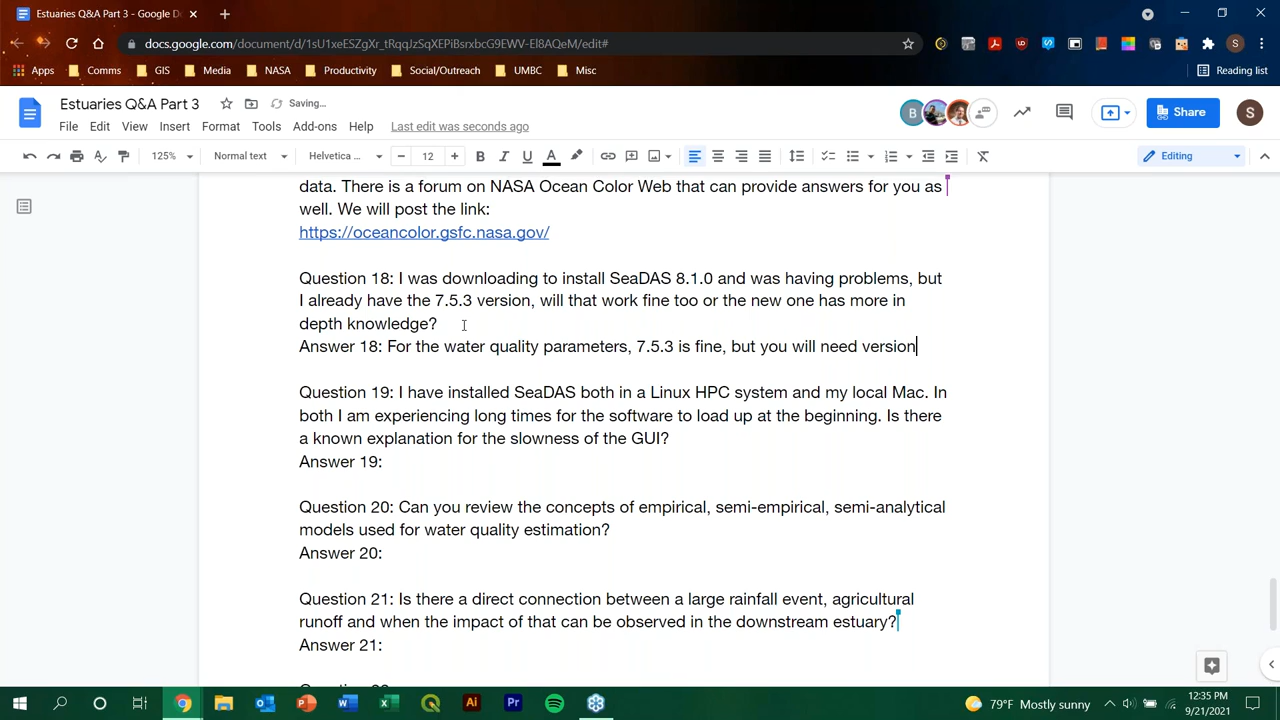 Estuaries Q&A Part 3 - Google D
docs.google.com/document/d/1sU1xeESZgXr_tRqqJzSqXEPiBsrxbcG9EWV-El8AQeM/edit#
Apps Comms GIS Media NASA Productivity Social/Outreach UMBC Misc Reading list
Estuaries Q&A Part 3 Saving...
File Edit View Insert Format Tools Add-ons Help Last edit was seconds ago
B Share S
125% Normal text Helvetica ... 12 B I U A Editing
data. There is a forum on NASA Ocean Color Web that can provide answers for you as
well. We will post the link:
https://oceancolor.gsfc.nasa.gov/
Question 18: I was downloading to install SeaDAS 8.1.0 and was having problems, but
I already have the 7.5.3 version, will that work fine too or the new one has more in
depth knowledge?
Answer 18: For the water quality parameters, 7.5.3 is fine, but you will need version
Question 19: I have installed SeaDAS both in a Linux HPC system and my local Mac. In
both I am experiencing long times for the software to load up at the beginning. Is there
a known explanation for the slowness of the GUI?
Answer 19:
Question 20: Can you review the concepts of empirical, semi-empirical, semi-analytical
models used for water quality estimation?
Answer 20:
Question 21: Is there a direct connection between a large rainfall event, agricultural
runoff and when the impact of that can be observed in the downstream estuary?
Answer 21:
79°F Mostly sunny
12:35 PM
9/21/2021